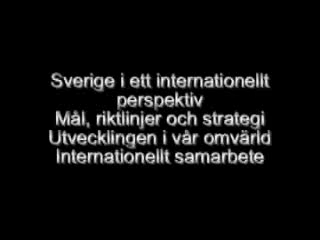 Sverige i ett internationellt
perspektiv
Mål, riktlinjer och strategi
Utvecklingen i vår omvärld
Internationellt samarbete